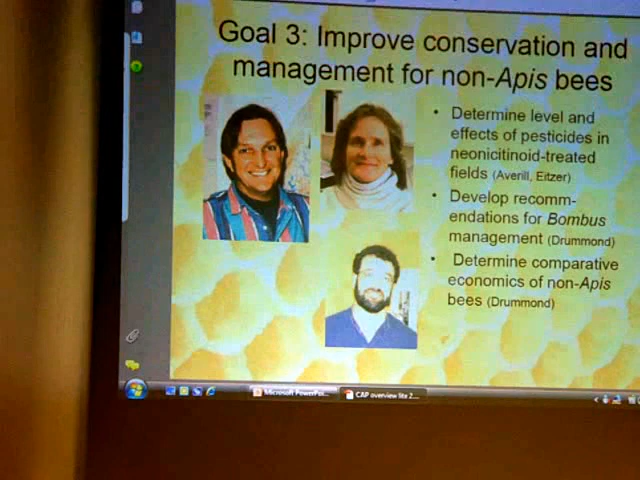 Goal 3: Improve conservation and
management for non-Apis bees
• Determine level and
effects of pesticides in
neonicitinoid-treated
fields (Averill, Eitzer)
• Develop recomm-
endations for Bombus
management (Drummond)
• Determine comparative
economics of non-Apis
bees (Drummond)
Microsoft PowerPoi...
CAP overview lite 2...